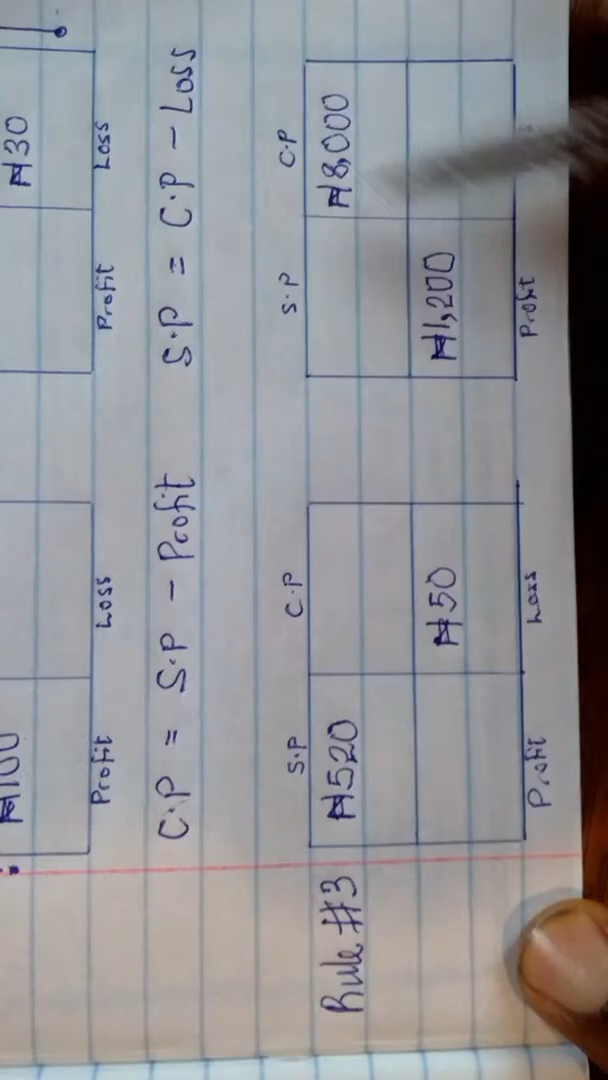 ₦100 ₦30
Profit Loss Profit Loss
C.P = S.P - Profit S.P = C.P - Loss
S.P C.P S.P C.P
Rule #3 ₦520 ₦8,000
₦50 ₦1,200
Profit Loss Profit